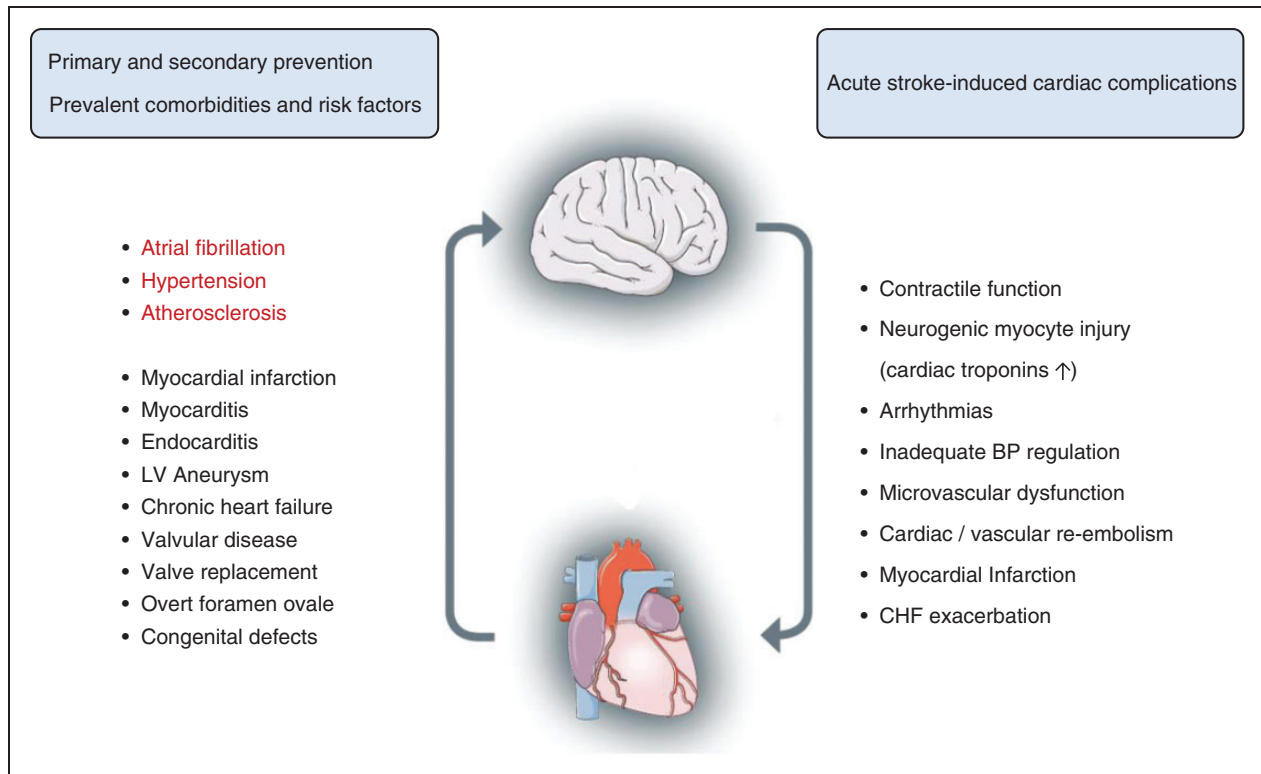 Primary and secondary prevention
Prevalent comorbidities and risk factors
Acute stroke-induced cardiac complications
• Atrial fibrillation
• Hypertension
• Atherosclerosis
• Myocardial infarction
• Myocarditis
• Endocarditis
• LV Aneurysm
• Chronic heart failure
• Valvular disease
• Valve replacement
• Overt foramen ovale
• Congenital defects
• Contractile function
• Neurogenic myocyte injury
(cardiac troponins ↑)
• Arrhythmias
• Inadequate BP regulation
• Microvascular dysfunction
• Cardiac / vascular re-embolism
• Myocardial Infarction
• CHF exacerbation